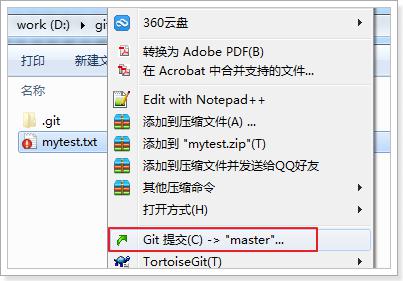 work (D:) ▸ gi
打印
新建文
名称
.git
mytest.txt
360云盘
转换为 Adobe PDF(B)
在 Acrobat 中合并支持的文件...
Edit with Notepad++
添加到压缩文件(A) ...
添加到 "mytest.zip"(T)
添加到压缩文件并发送给QQ好友
其他压缩命令
打开方式(H)
Git 提交(C) -> "master"...
TortoiseGit(T)